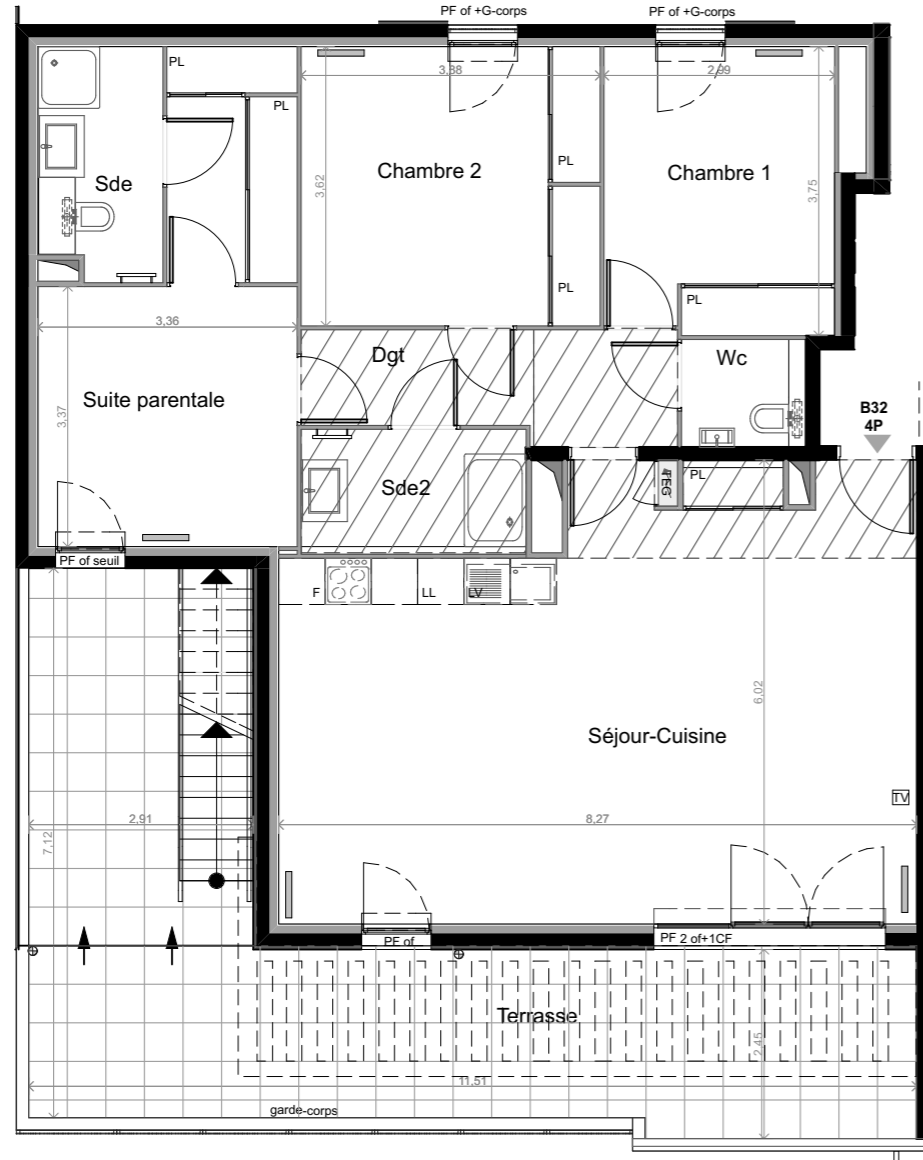 PF of +G-corps
PF of +G-corps
PL
3,38
2,99
PL
Sde
Chambre 2
PL
Chambre 1
3,62
3,75
PL
PL
3,36
Dgt
Wc
Suite parentale
3,37
B32
4P
Sde2
PL
PF of seuil
F
LL
LV
6,02
Séjour-Cuisine
TV
2,91
8,27
7,12
PF of
PF 2 of+1CF
Terrasse
2,45
11,51
garde-corps